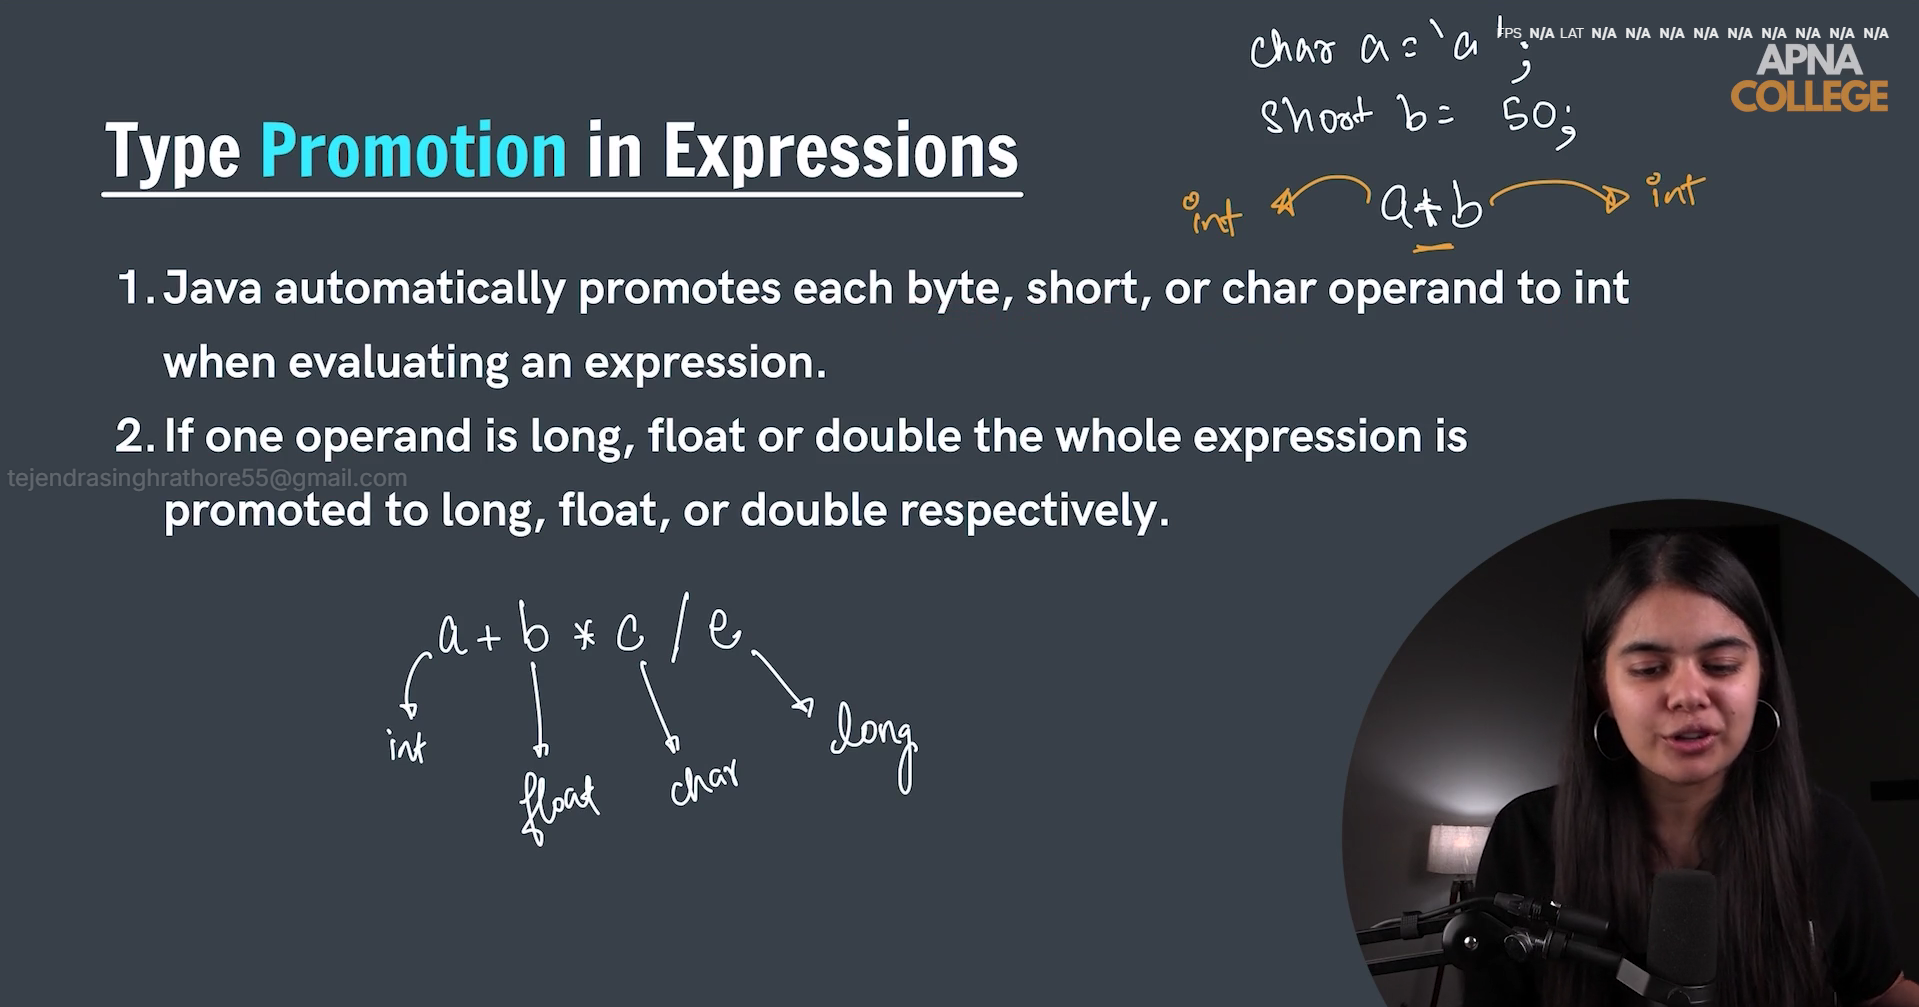 char a = 'a';
FPS N/A LAT N/A N/A N/A N/A N/A N/A N/A N/A N/A
APNA
COLLEGE
short b = 50;
Type Promotion in Expressions
int a+b int
1. Java automatically promotes each byte, short, or char operand to int
when evaluating an expression.
2. If one operand is long, float or double the whole expression is
tejendrasinghrathore55@gmail.com
promoted to long, float, or double respectively.
a + b * c / e
int
float
char
long